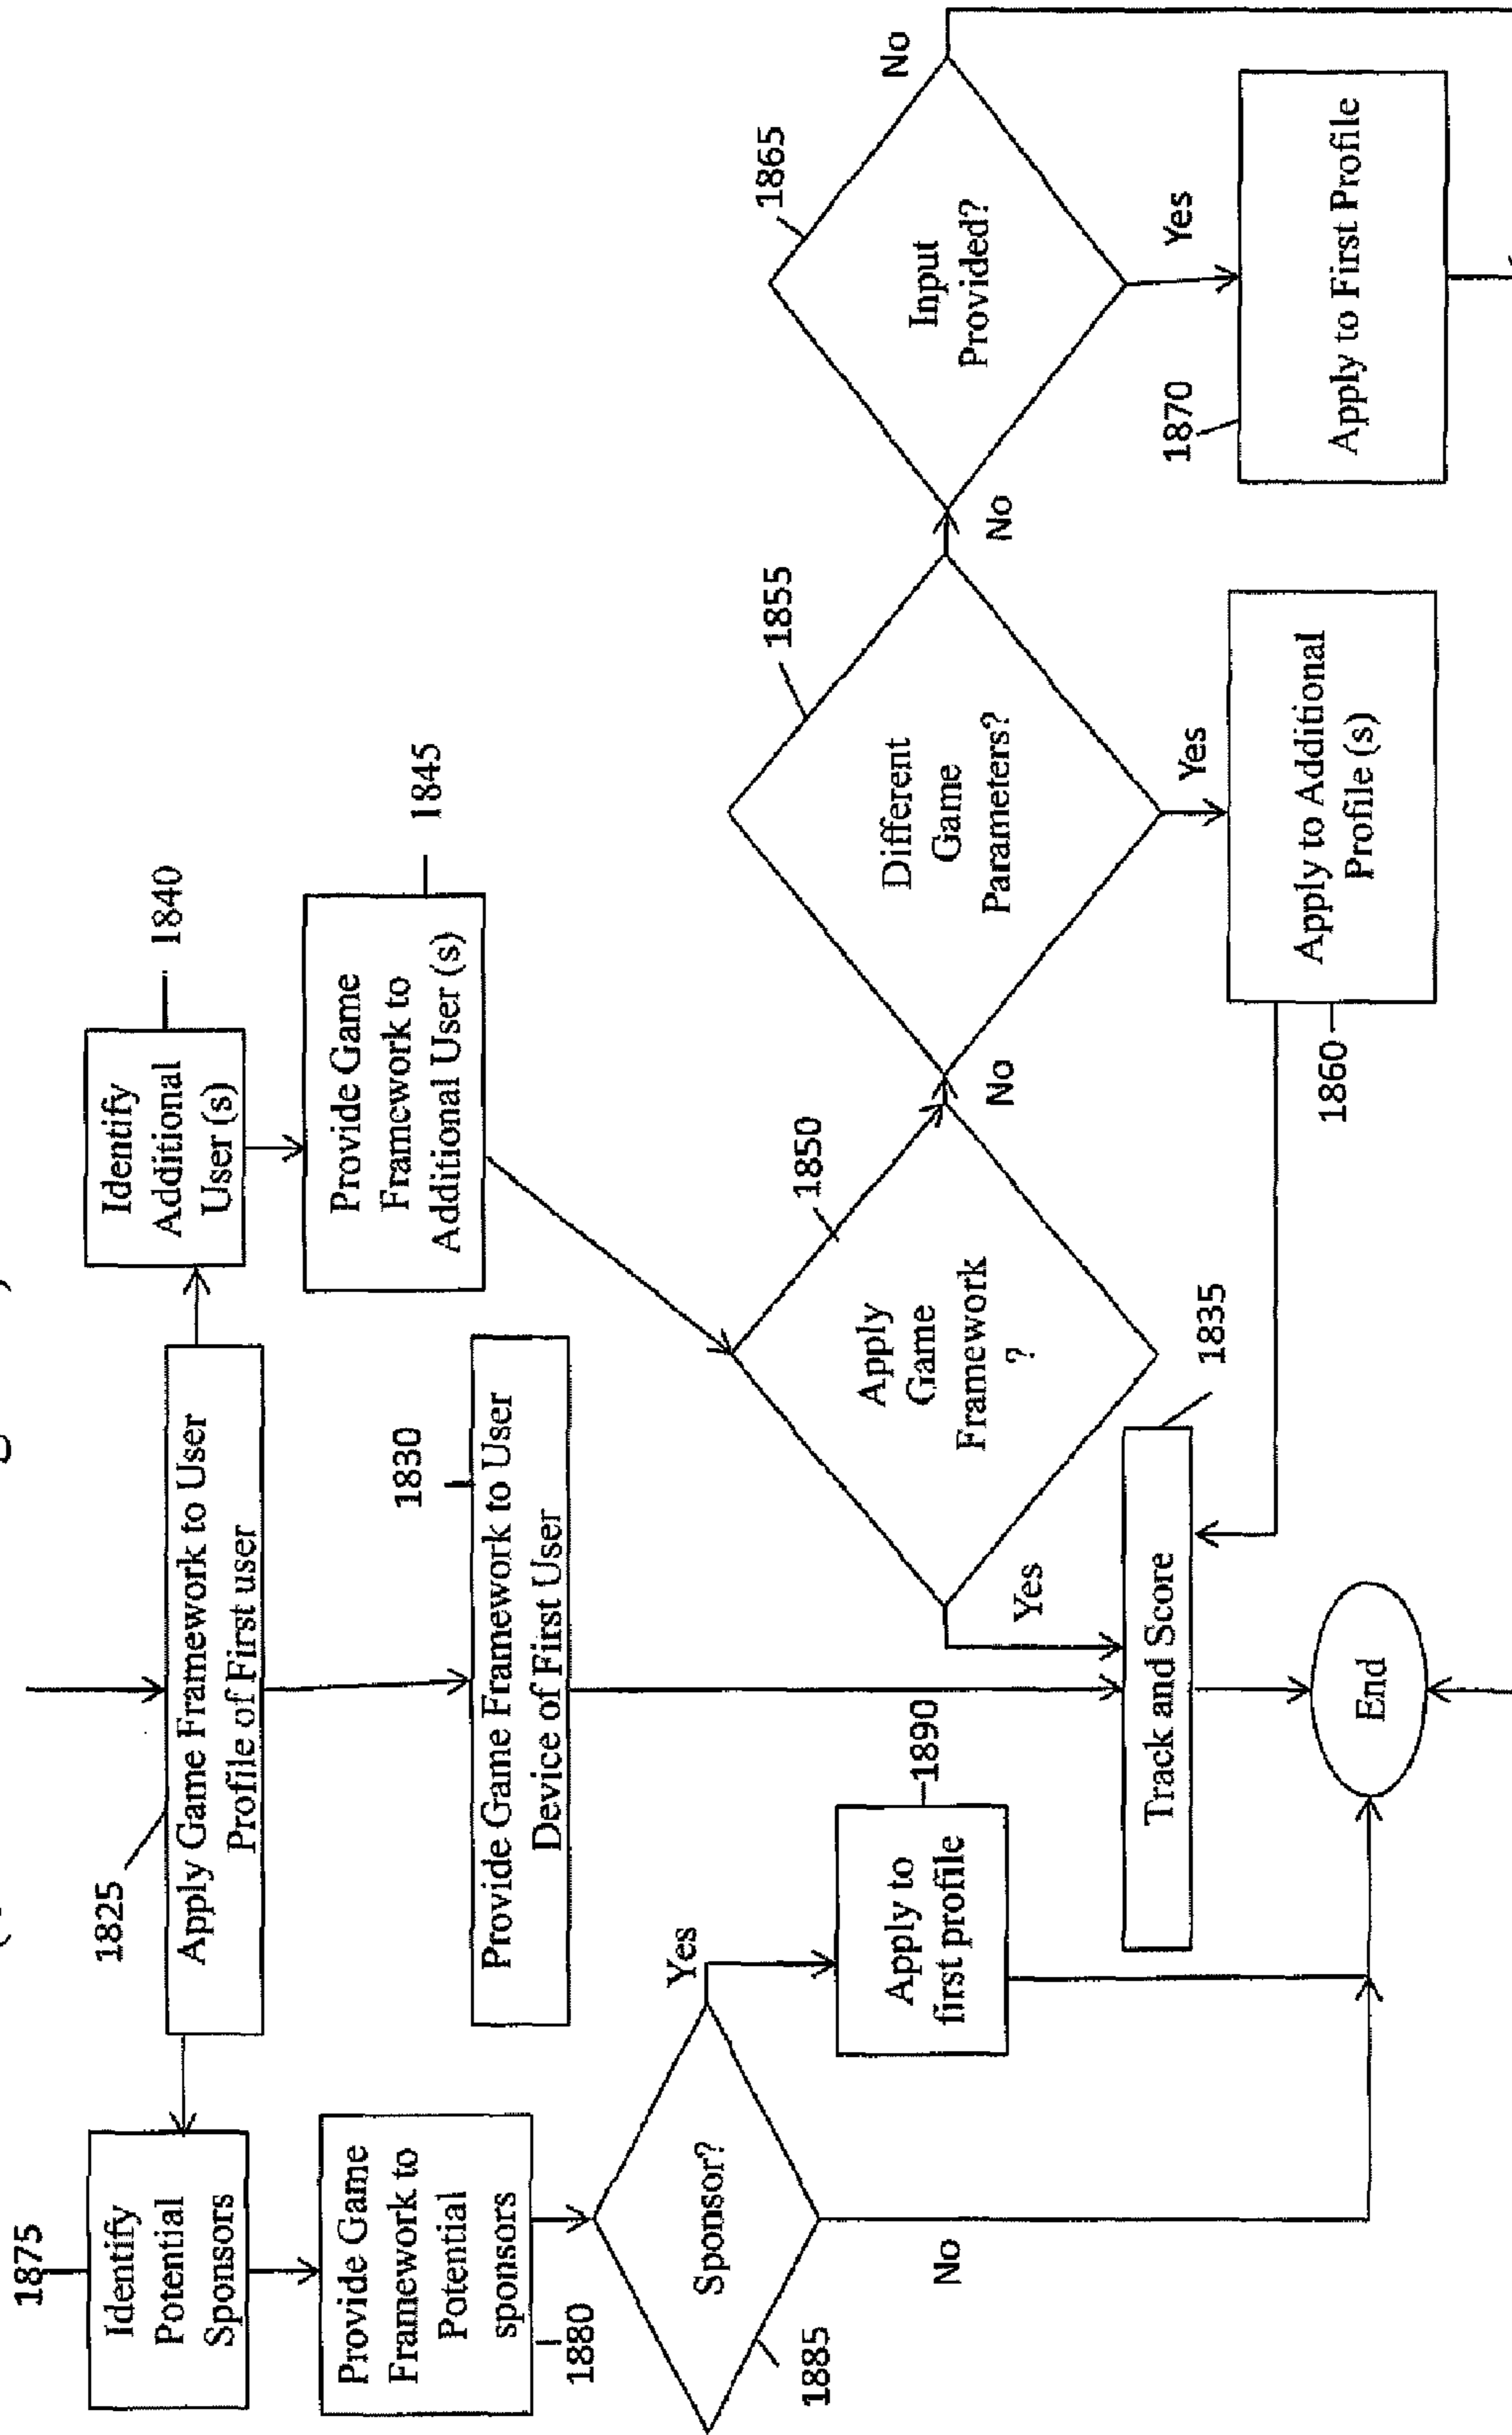 1875
Identify
Potential
Sponsors
1825
Apply Game Framework to User
Profile of First user
Identify
Additional
User (s)
1840
Provide Game
Framework to
Potential
sponsors
1880
1830
Provide Game Framework to User
Device of First User
Provide Game
Framework to
Additional User (s)
1845
Sponsor?
1885
Yes
No
Apply to
first profile
1890
Apply
Game
Framework
?
1850
Yes
No
Different
Game
Parameters?
1855
Yes
No
Input
Provided?
1865
Yes
No
Track and Score
1835
Apply to Additional
Profile (s)
1860
Apply to First Profile
1870
End